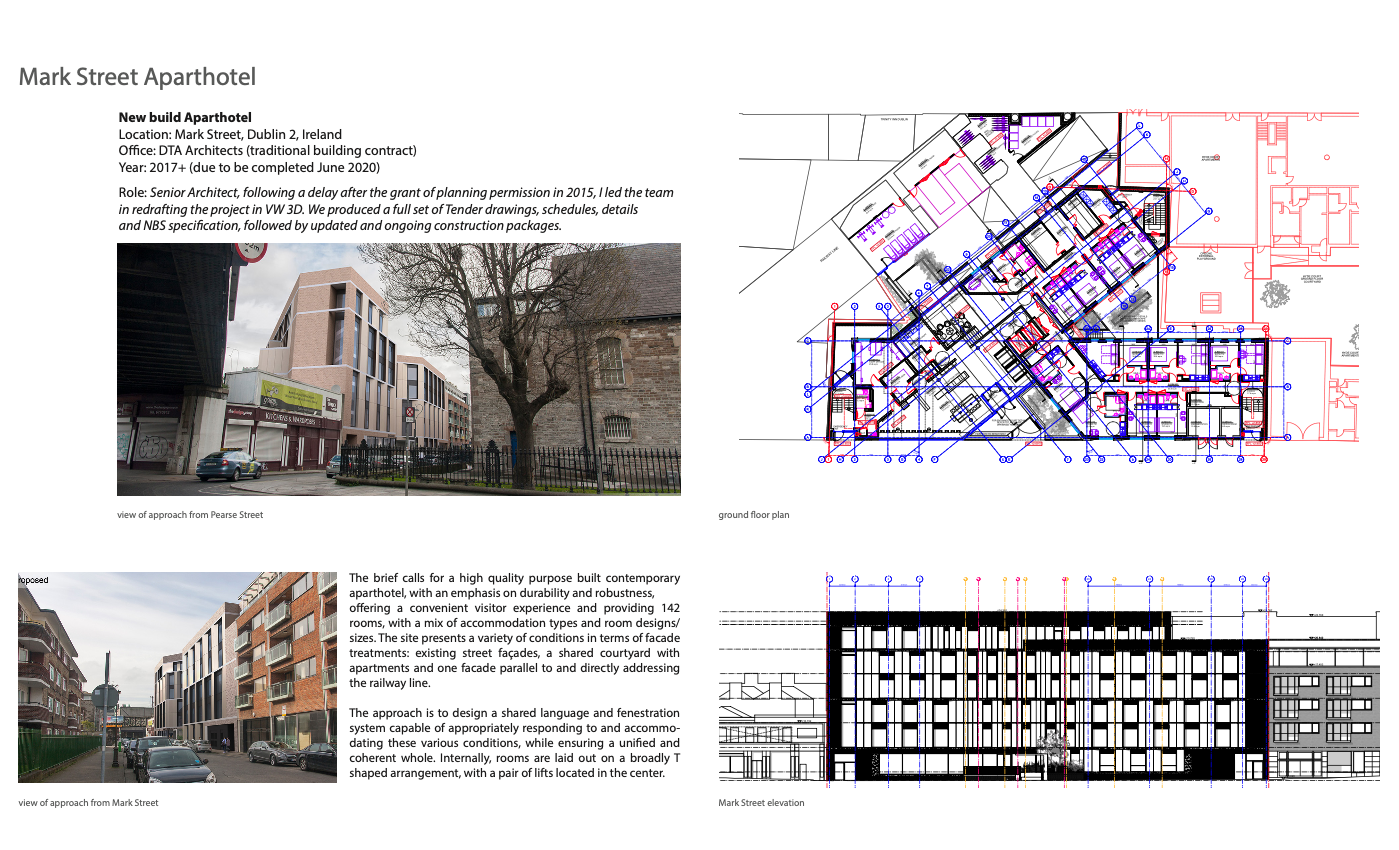 Mark Street Aparthotel
New build Aparthotel
Location: Mark Street, Dublin 2, Ireland
Office: DTA Architects (traditional building contract)
Year: 2017+ (due to be completed June 2020)
Role: Senior Architect, following a delay after the grant of planning permission in 2015, I led the team
in redrafting the project in VW 3D. We produced a full set of Tender drawings, schedules, details
and NBS specification, followed by updated and ongoing construction packages.
KITCHENS & WARDROBES
view of approach from Pearse Street
ground floor plan
roposed
The brief calls for a high quality purpose built contemporary
aparthotel, with an emphasis on durability and robustness,
offering a convenient visitor experience and providing 142
rooms, with a mix of accommodation types and room designs/
sizes. The site presents a variety of conditions in terms of facade
treatments: existing street façades, a shared courtyard with
apartments and one facade parallel to and directly addressing
the railway line.
The approach is to design a shared language and fenestration
system capable of appropriately responding to and accommo-
dating these various conditions, while ensuring a unified and
coherent whole. Internally, rooms are laid out on a broadly T
shaped arrangement, with a pair of lifts located in the center.
view of approach from Mark Street
Mark Street elevation